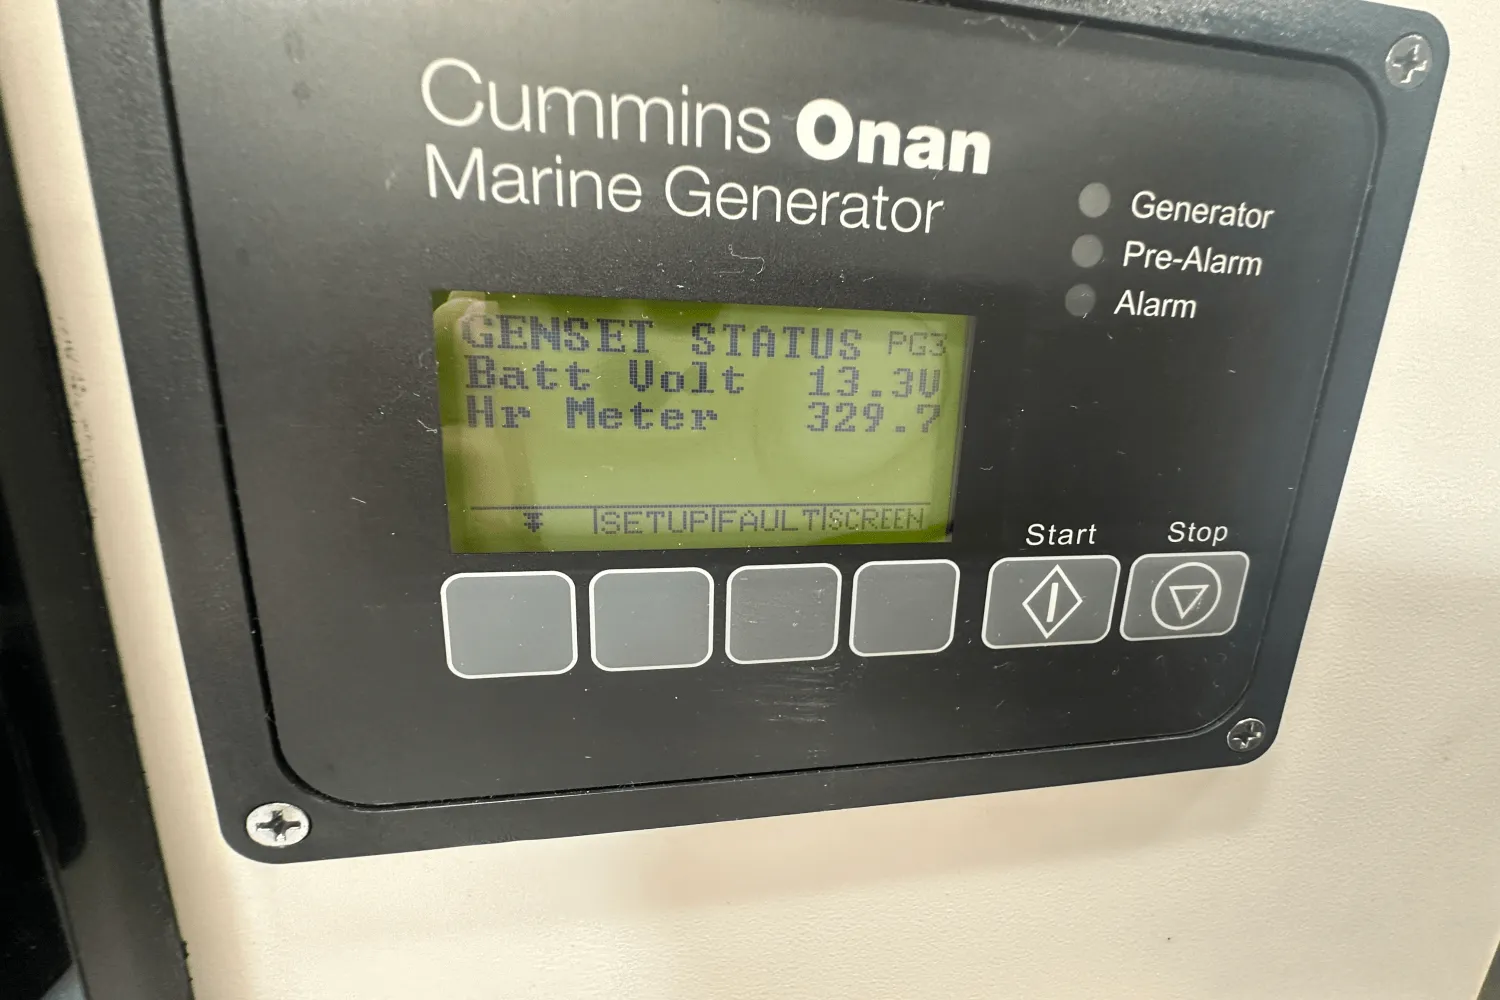 Cummins Onan
Marine Generator
Generator
Pre-Alarm
Alarm
GENSET STATUS PG3
Batt Volt 13.3V
Hr Meter 329.7
|SETUP|FAULT|SCREEN
Start
Stop